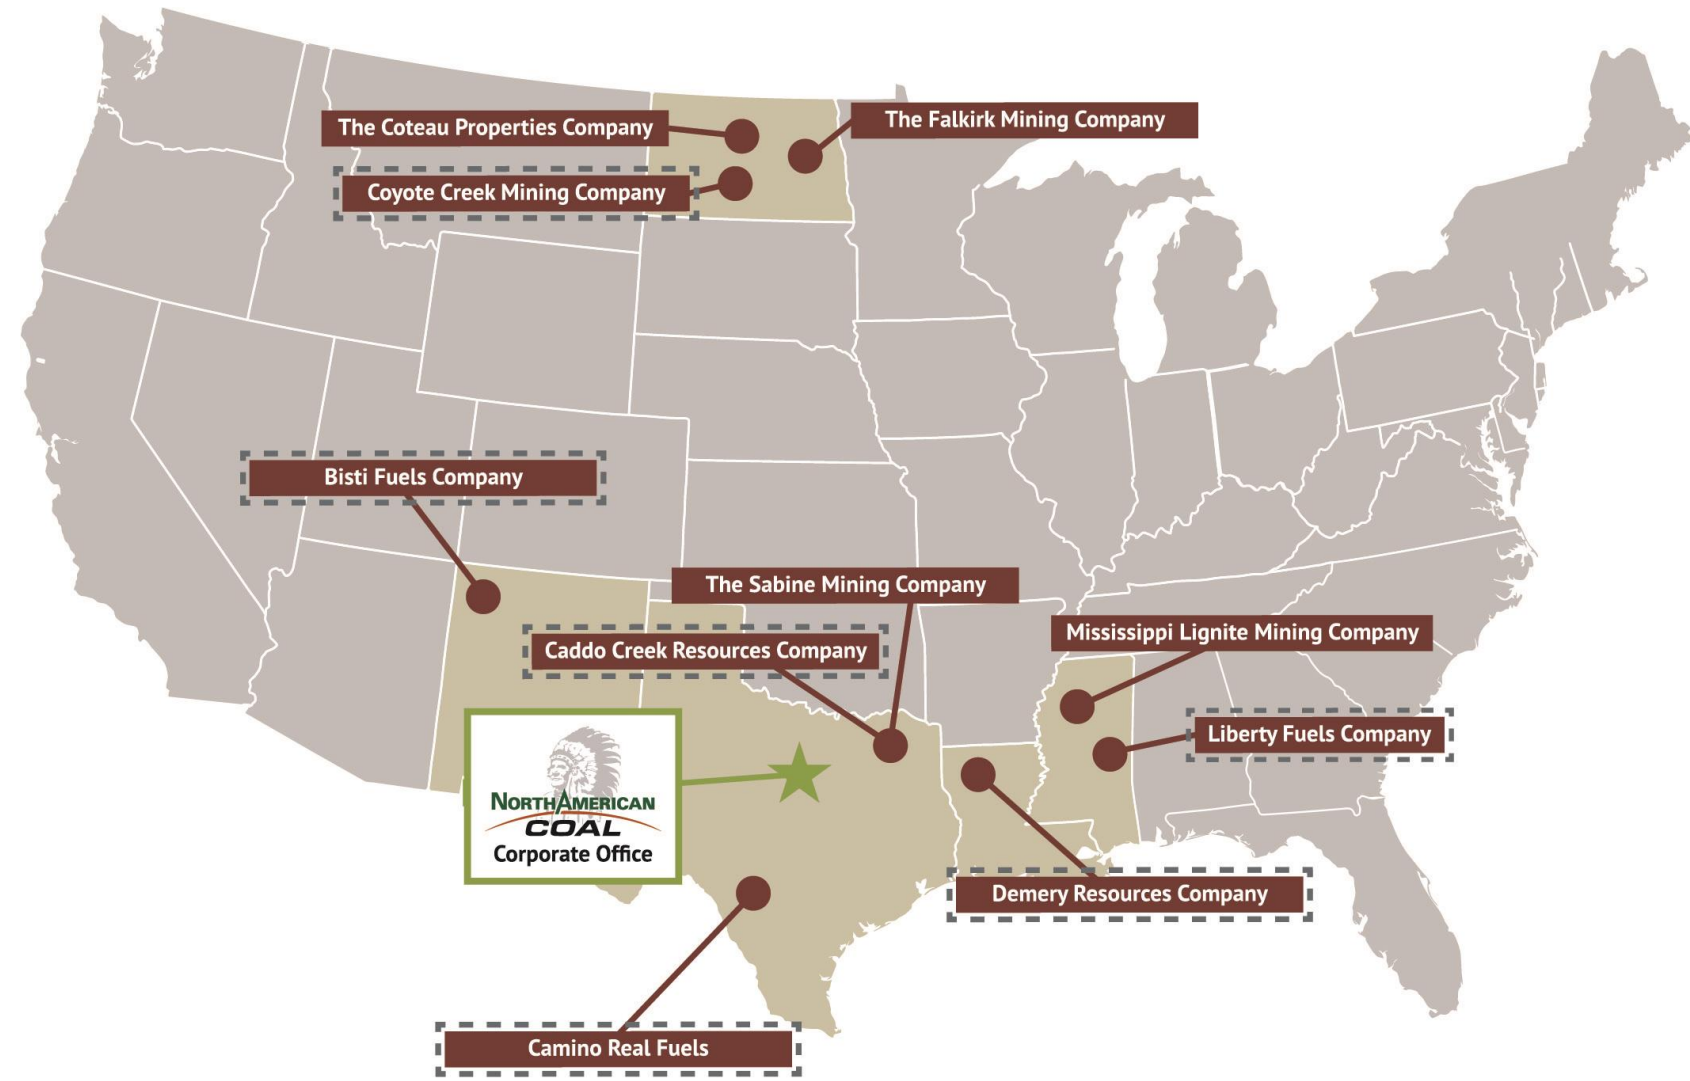 The Coteau Properties Company
The Falkirk Mining Company
Coyote Creek Mining Company
Bisti Fuels Company
The Sabine Mining Company
Caddo Creek Resources Company
Mississippi Lignite Mining Company
Liberty Fuels Company
NORTHAMERICAN
COAL
Corporate Office
Demery Resources Company
Camino Real Fuels